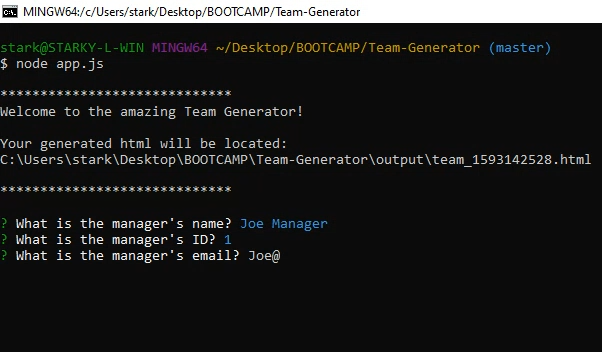 MINGW64:/c/Users/stark/Desktop/BOOTCAMP/Team-Generator
stark@STARKY-L-WIN MINGW64 ~/Desktop/BOOTCAMP/Team-Generator (master)
$ node app.js
*****************************
Welcome to the amazing Team Generator!
Your generated html will be located:
C:\Users\stark\Desktop\BOOTCAMP\Team-Generator\output\team_1593142528.html
*****************************
? What is the manager's name? Joe Manager
? What is the manager's ID? 1
? What is the manager's email? Joe@